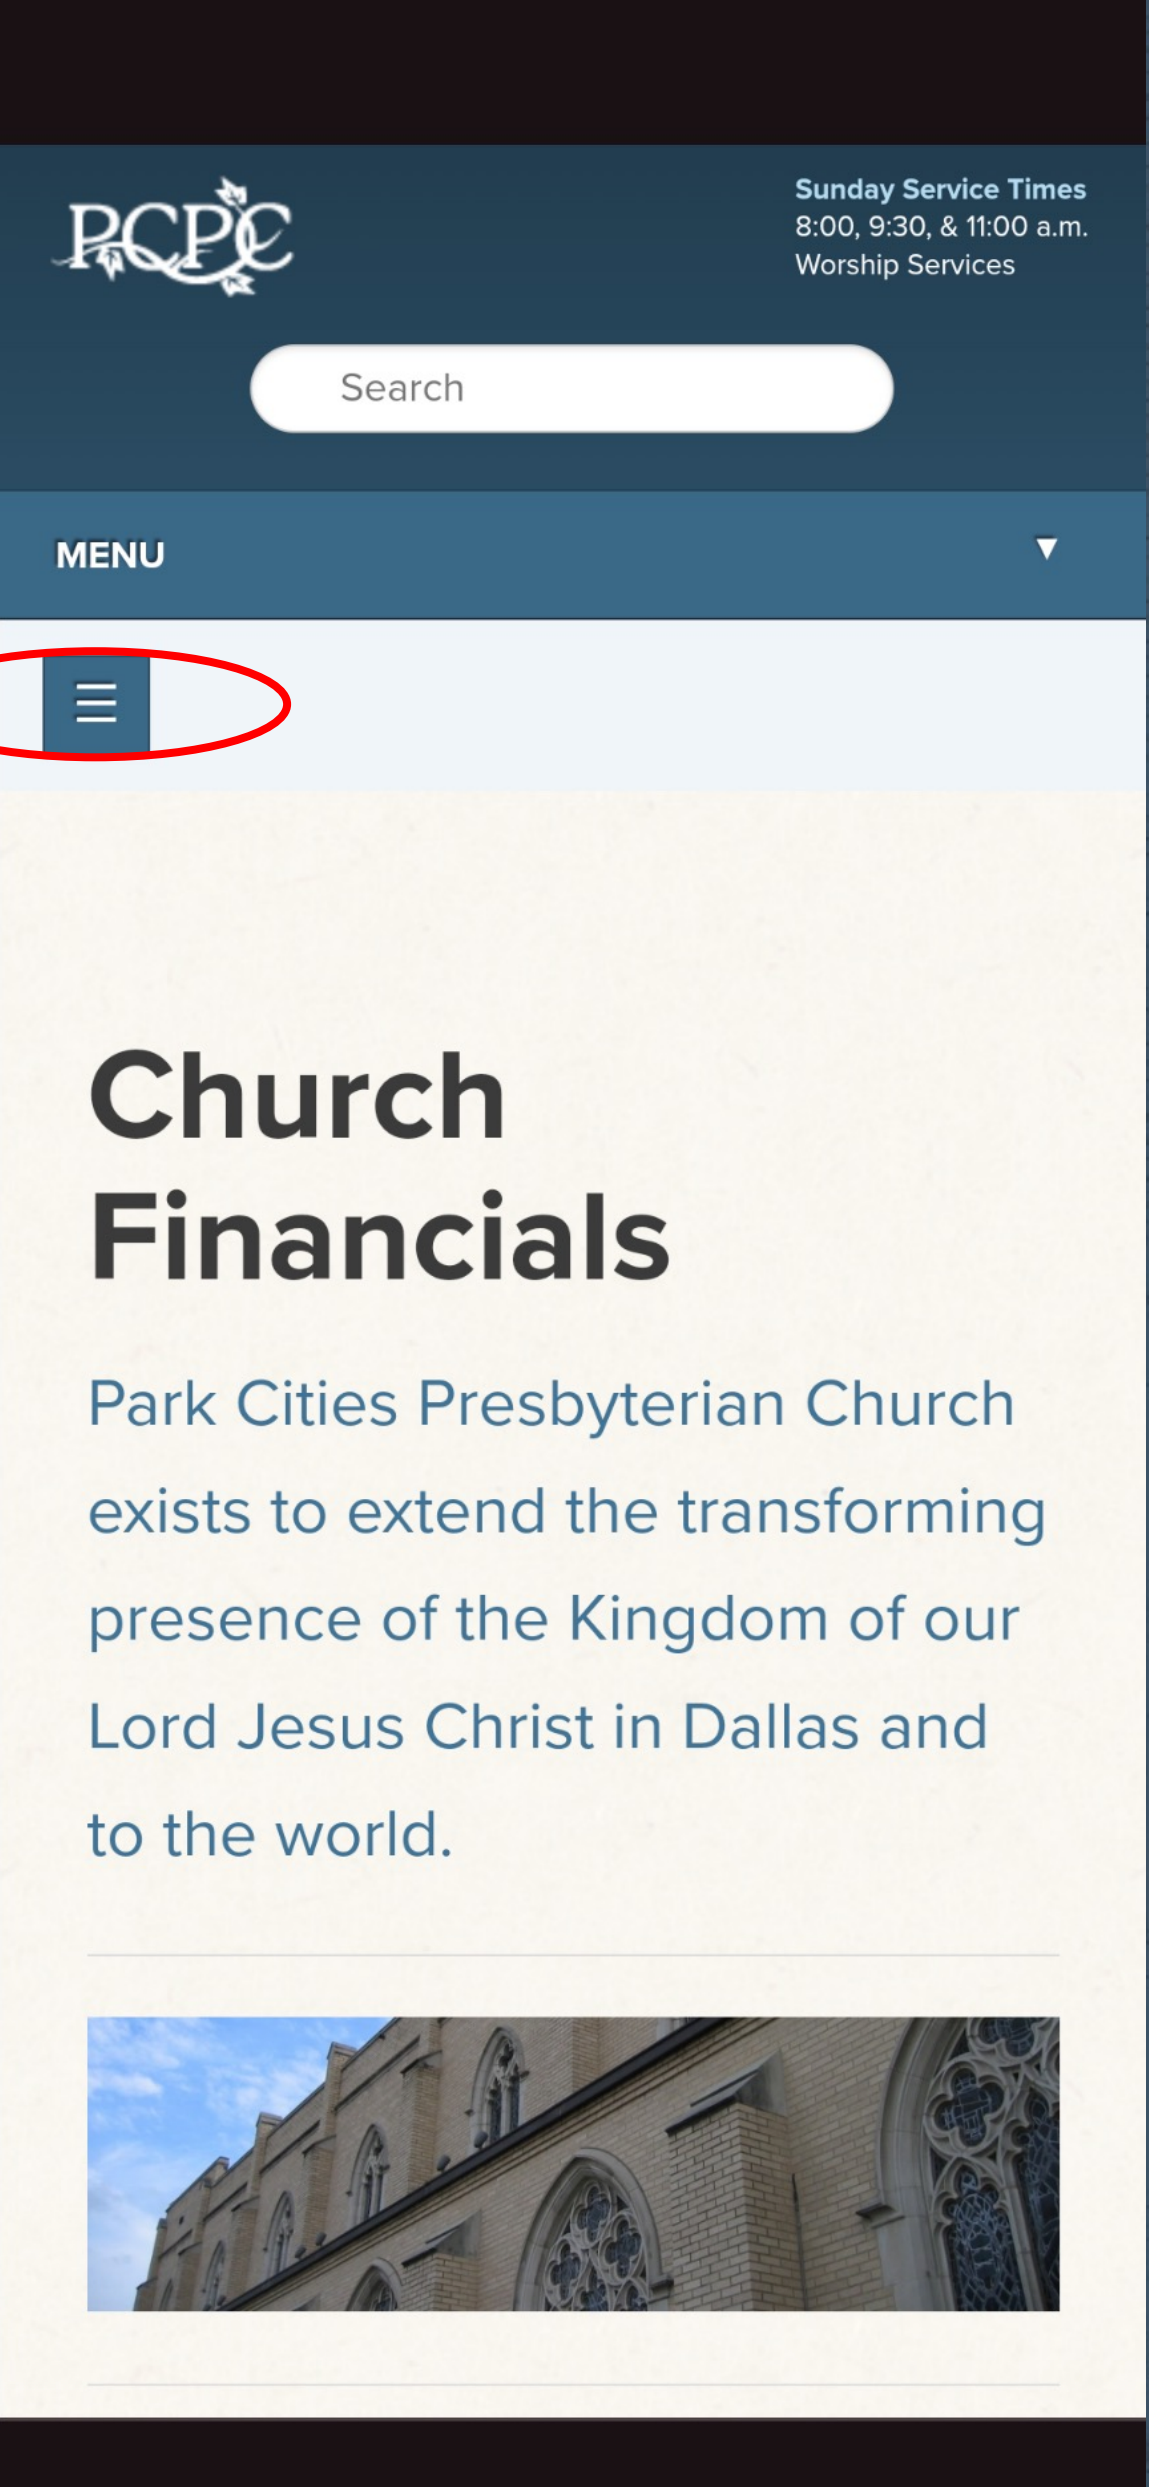 PCPC
Sunday Service Times
8:00, 9:30, & 11:00 a.m.
Worship Services
Search
MENU
Church
Financials
Park Cities Presbyterian Church
exists to extend the transforming
presence of the Kingdom of our
Lord Jesus Christ in Dallas and
to the world.